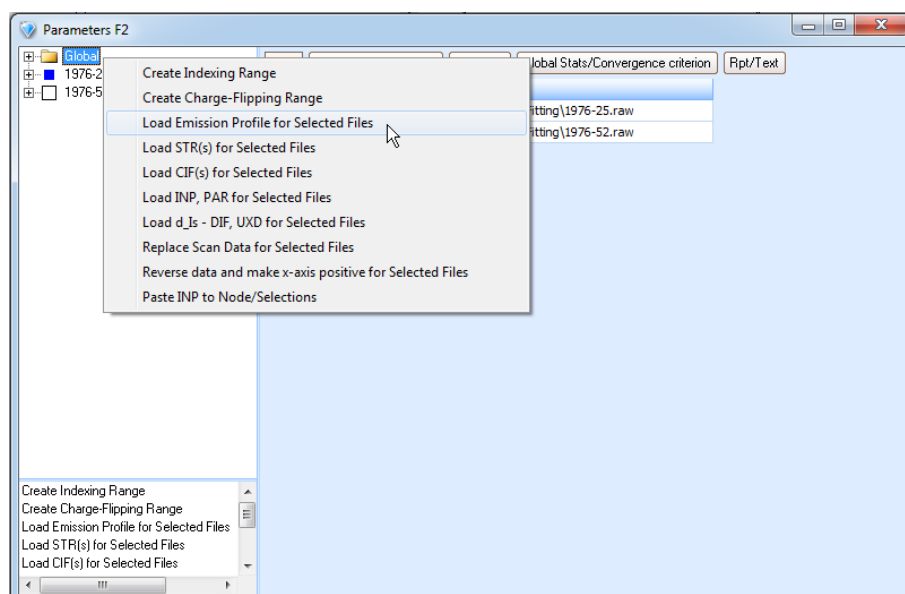 Parameters F2
Global
1976-2
1976-5
lobal Stats/Convergence criterion
Rpt/Text
itting\1976-25.raw
itting\1976-52.raw
Create Indexing Range
Create Charge-Flipping Range
Load Emission Profile for Selected Files
Load STR(s) for Selected Files
Load CIF(s) for Selected Files
Load INP, PAR for Selected Files
Load d_Is - DIF, UXD for Selected Files
Replace Scan Data for Selected Files
Reverse data and make x-axis positive for Selected Files
Paste INP to Node/Selections
Create Indexing Range
Create Charge-Flipping Range
Load Emission Profile for Selected Files
Load STR(s) for Selected Files
Load CIF(s) for Selected Files